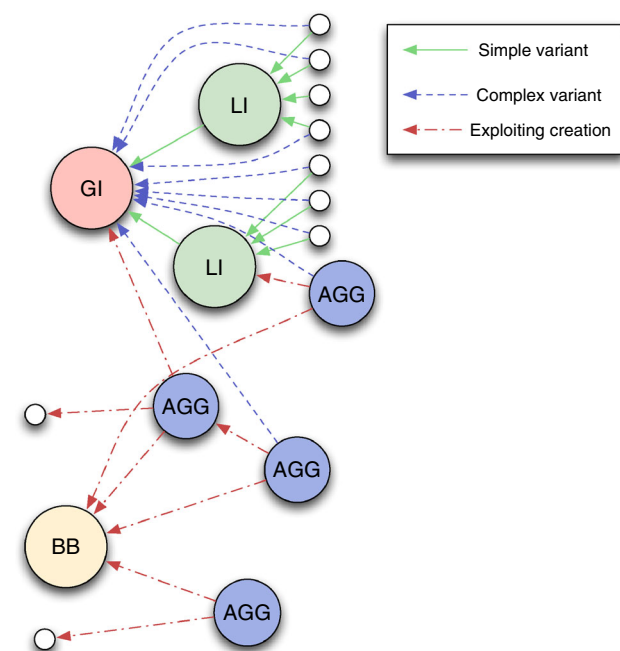 Simple variant
LI
Complex variant
Exploiting creation
GI
LI
AGG
AGG
AGG
BB
AGG